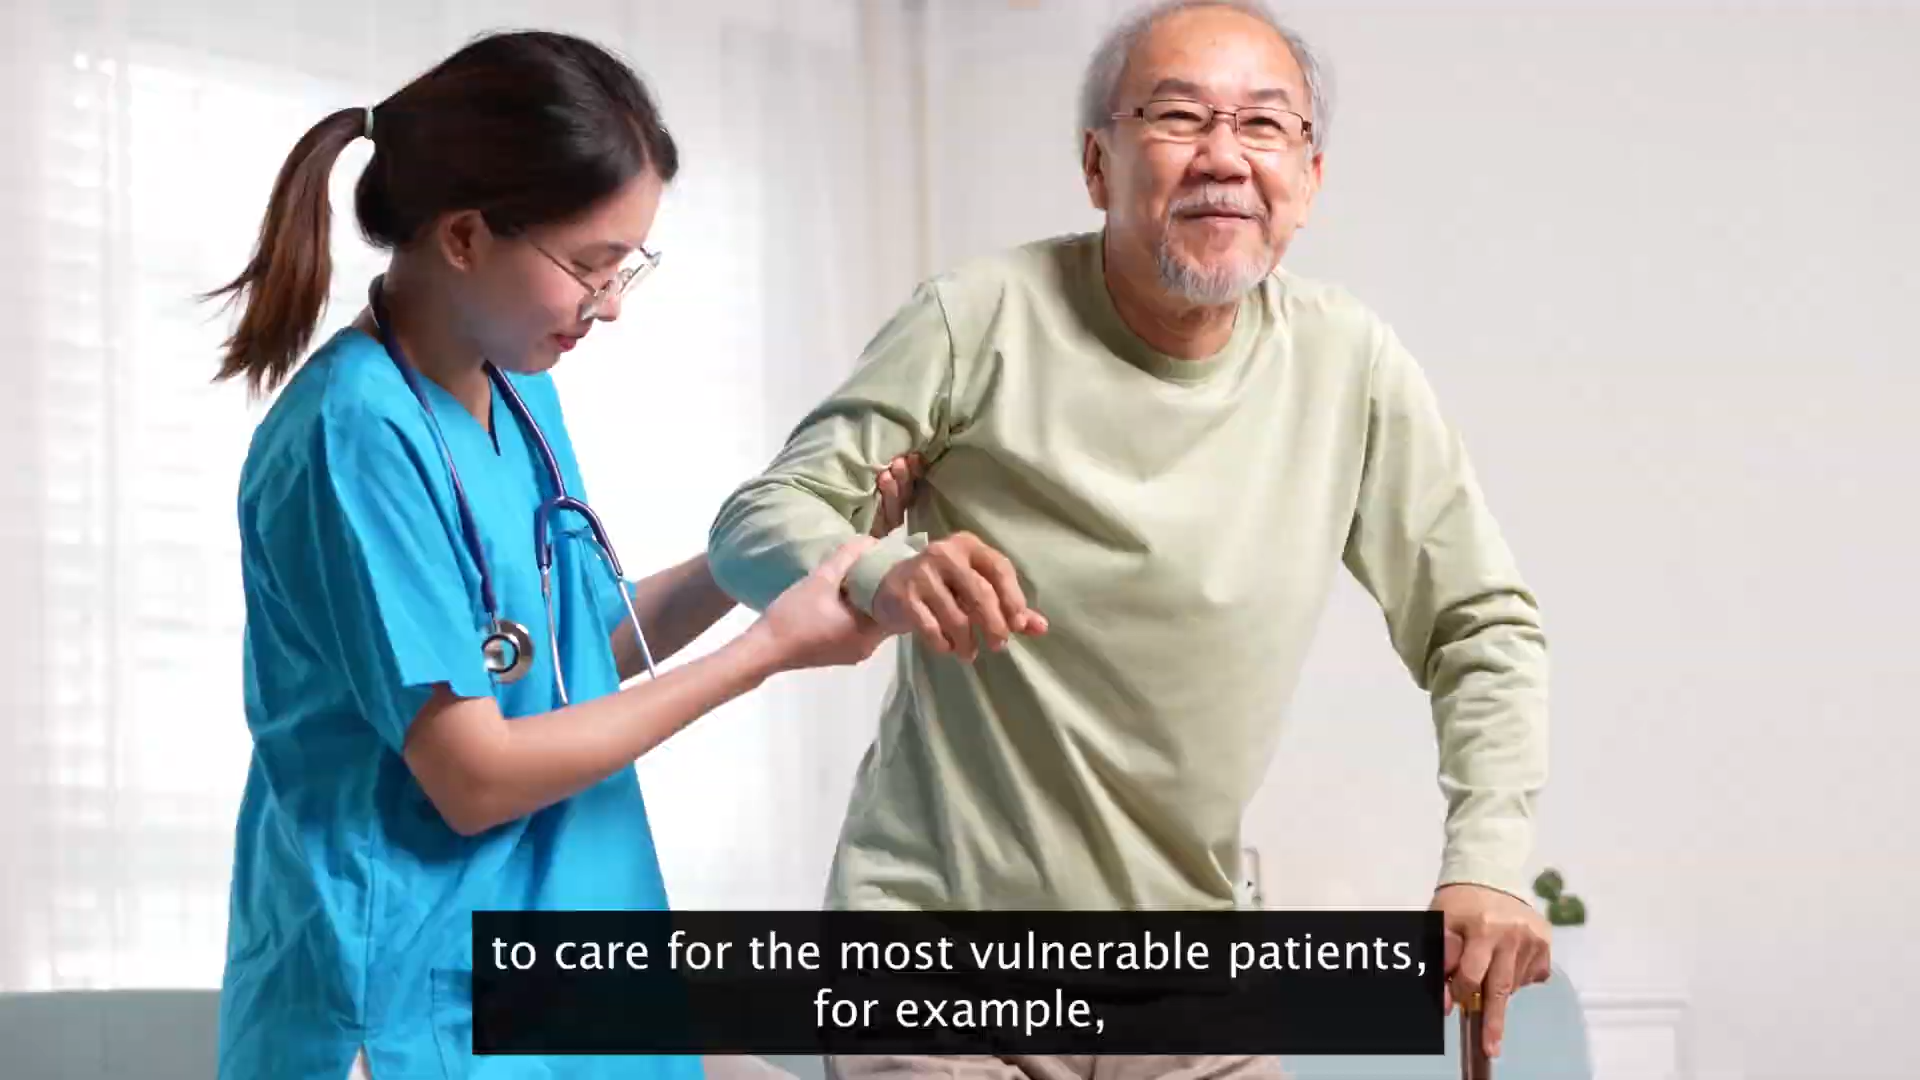 to care for the most vulnerable patients,
for example,